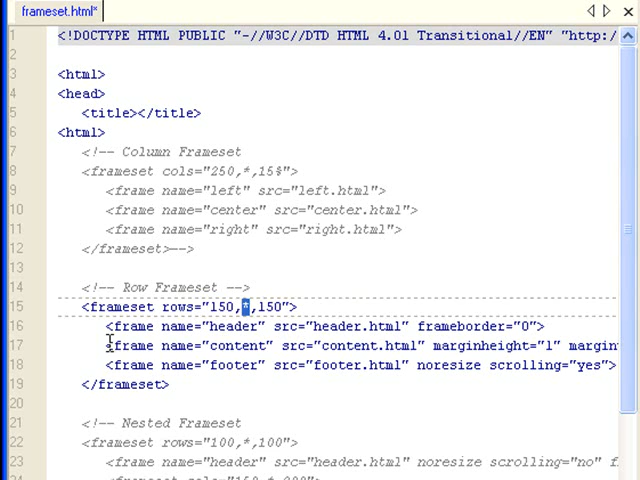 frameset.html*
1 <!DOCTYPE HTML PUBLIC "-//W3C//DTD HTML 4.01 Transitional//EN" "http:/
2
3 <html>
4 <head>
5 <title></title>
6 <html>
7 <!-- Column Frameset
8 <frameset cols="250,*,15%">
9 <frame name="left" src="left.html">
10 <frame name="center" src="center.html">
11 <frame name="right" src="right.html">
12 </frameset>-->
13
14 <!-- Row Frameset -->
15 <frameset rows="150,*,150">
16 <frame name="header" src="header.html" frameborder="0">
17 <frame name="content" src="content.html" marginheight="1" margin
18 <frame name="footer" src="footer.html" noresize scrolling="yes">
19 </frameset>
20
21 <!-- Nested Frameset
22 <frameset rows="100,*,100">
23 <frame name="header" src="header.html" noresize scrolling="no" f